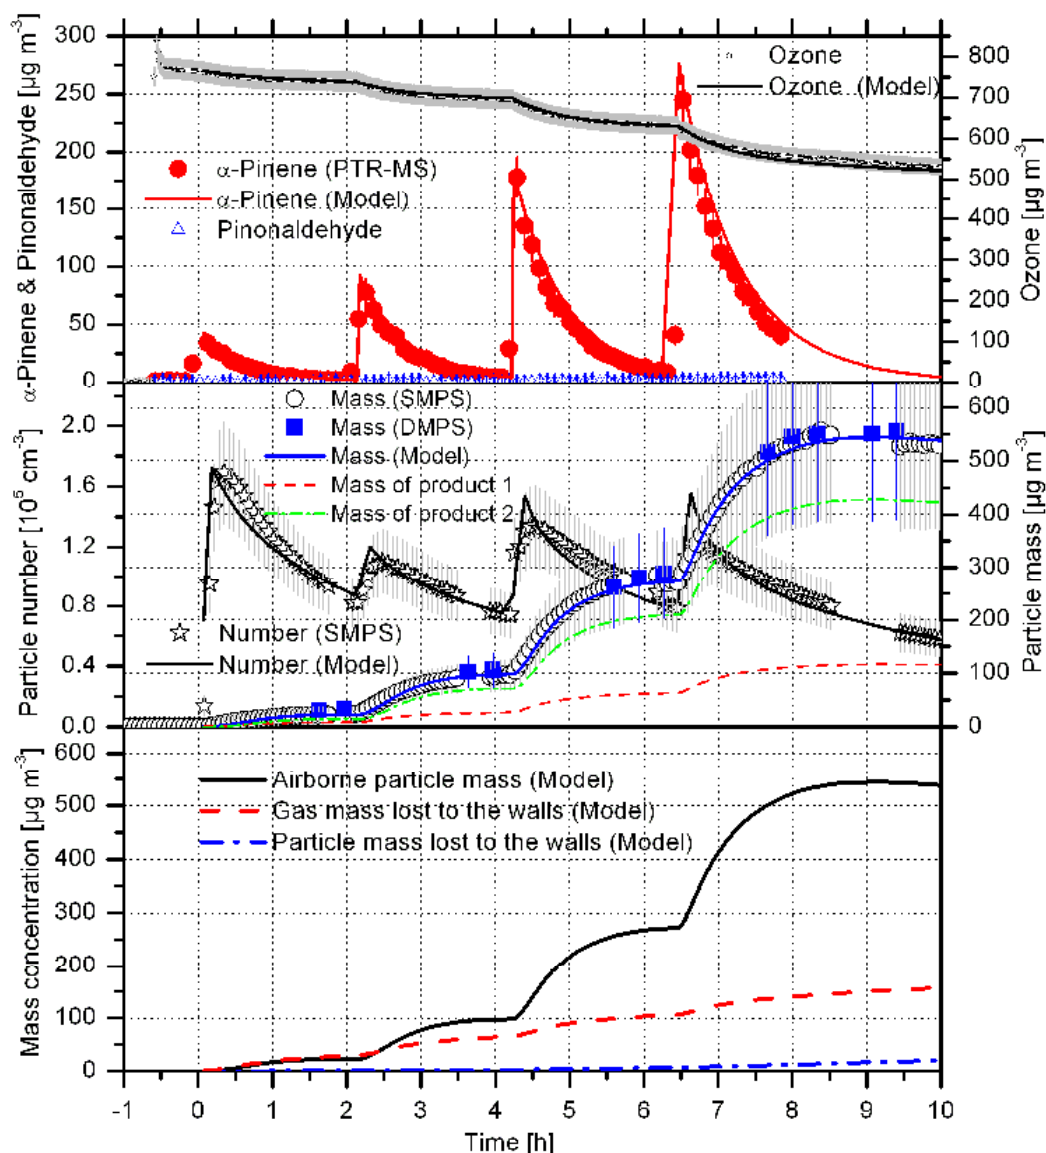 300
250
200
150
100
50
0
α-Pinene & Pinonaldehyde [µg m⁻³]
Ozone
Ozone (Model)
α-Pinene (PTR-MS)
α-Pinene (Model)
Pinonaldehyde
800
700
600
500
400
300
200
100
0
Ozone [µg m⁻³]
2.0
1.6
1.2
0.8
0.4
0.0
Particle number [10⁵ cm⁻³]
Mass (SMPS)
Mass (DMPS)
Mass (Model)
Mass of product 1
Mass of product 2
Number (SMPS)
Number (Model)
600
500
400
300
200
100
0
Particle mass [µg m⁻³]
600
500
400
300
200
100
0
Mass concentration [µg m⁻³]
Airborne particle mass (Model)
Gas mass lost to the walls (Model)
Particle mass lost to the walls (Model)
-1 0 1 2 3 4 5 6 7 8 9 10
Time [h]